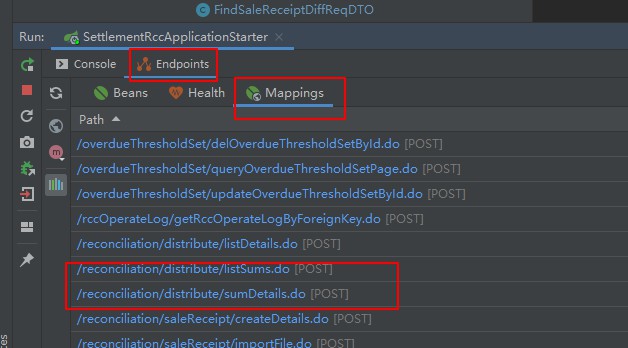 FindSaleReceiptDiffReqDTO
Run: SettlementRccApplicationStarter ×
Console Endpoints
Beans Health Mappings
Path
/overdueThresholdSet/delOverdueThresholdSetById.do [POST]
/overdueThresholdSet/queryOverdueThresholdSetPage.do [POST]
/overdueThresholdSet/updateOverdueThresholdSetById.do [POST]
/rccOperateLog/getRccOperateLogByForeignKey.do [POST]
/reconciliation/distribute/listDetails.do [POST]
/reconciliation/distribute/listSums.do [POST]
/reconciliation/distribute/sumDetails.do [POST]
/reconciliation/saleReceipt/createDetails.do [POST]
/reconciliation/saleReceipt/importFile.do [POST]